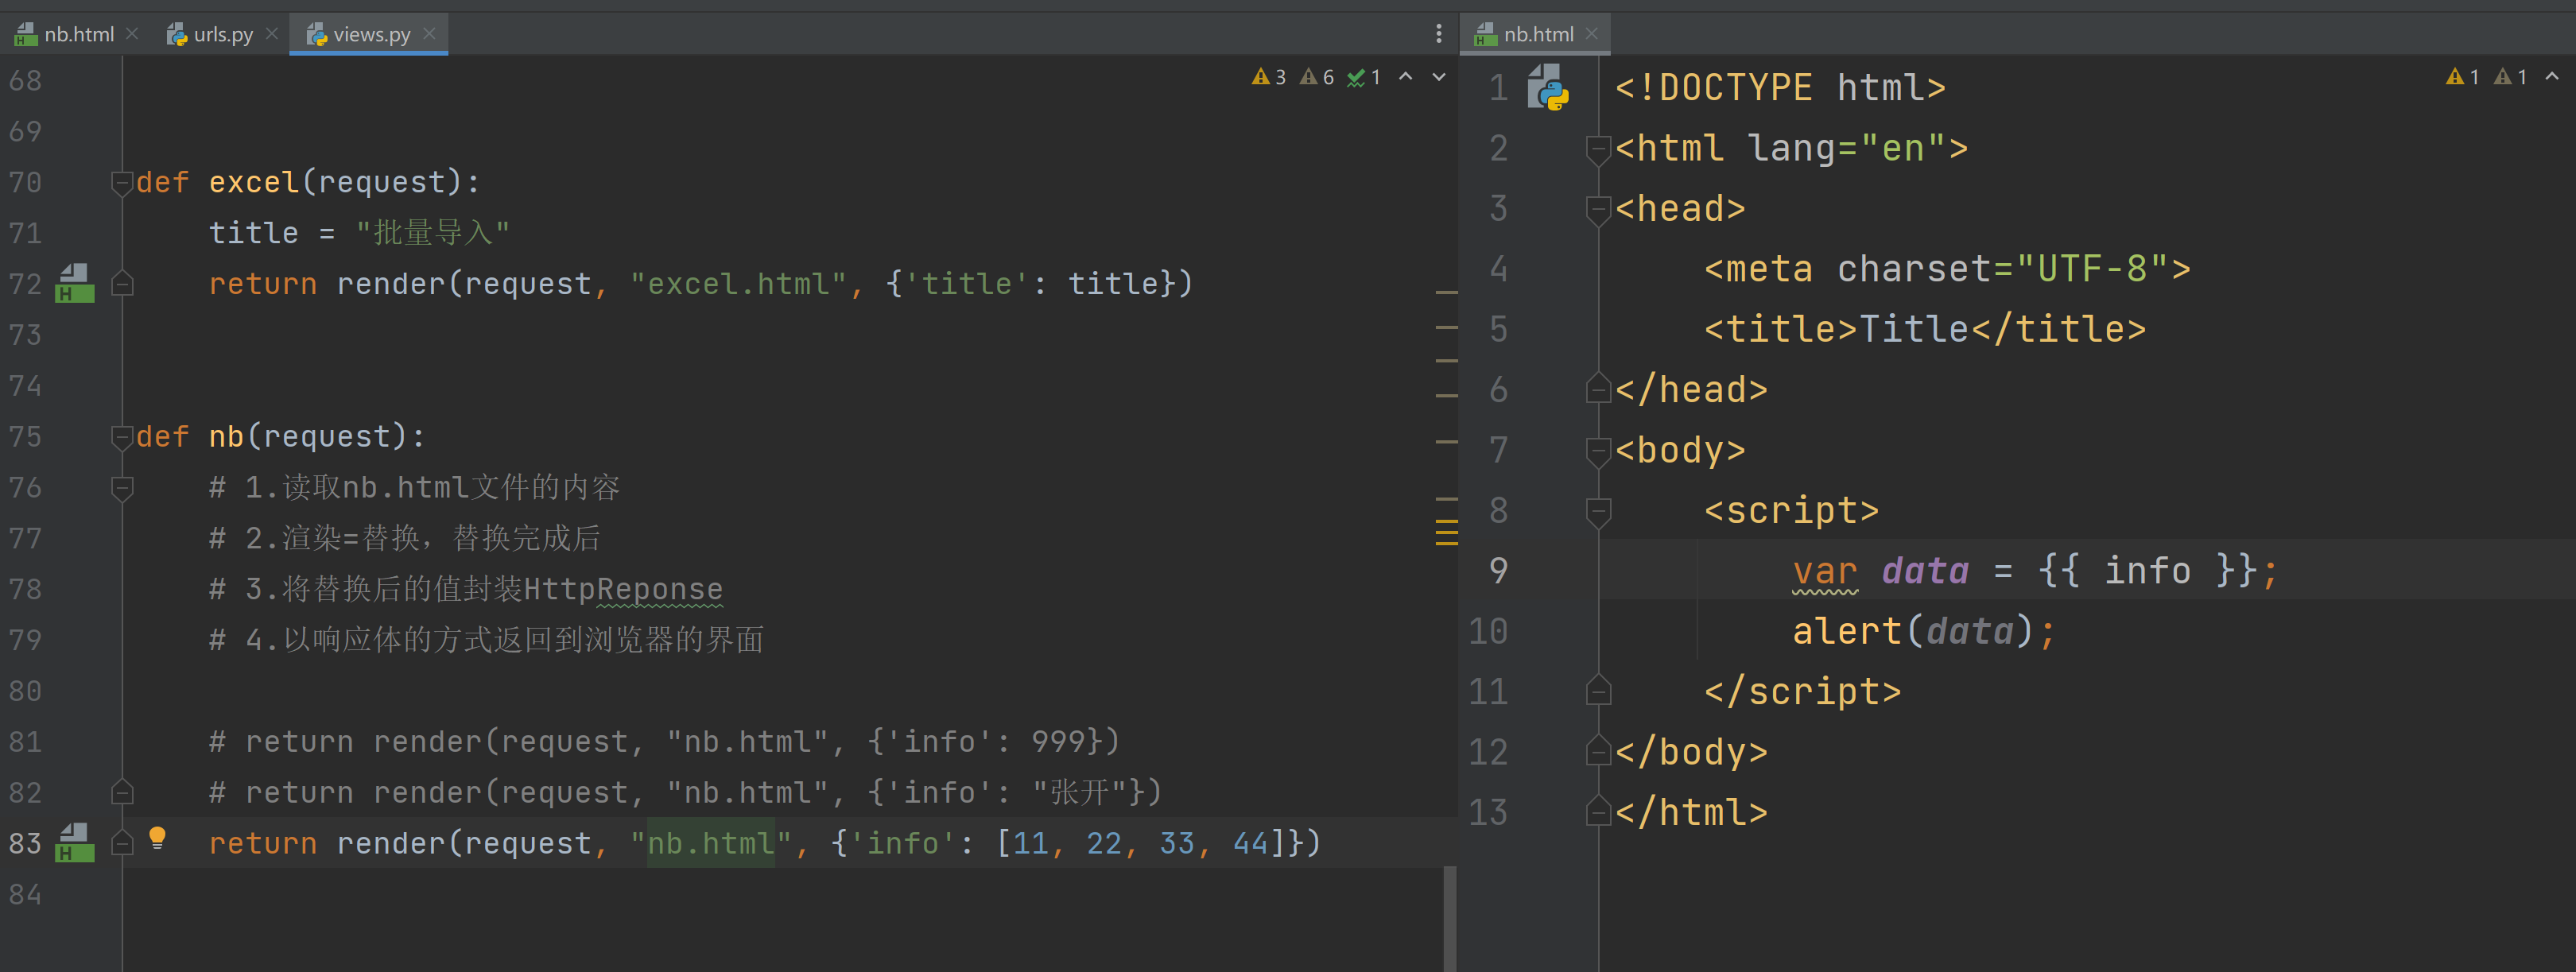 nb.html urls.py views.py
3 6 1
68
69
70 def excel(request):
71 title = "批量导入"
72 return render(request, "excel.html", {'title': title})
73
74
75 def nb(request):
76 # 1.读取nb.html文件的内容
77 # 2.渲染=替换，替换完成后
78 # 3.将替换后的值封装HttpReponse
79 # 4.以响应体的方式返回到浏览器的界面
80
81 # return render(request, "nb.html", {'info': 999})
82 # return render(request, "nb.html", {'info': "张开"})
83 return render(request, "nb.html", {'info': [11, 22, 33, 44]})
84
nb.html
1 1
1 <!DOCTYPE html>
2 <html lang="en">
3 <head>
4 <meta charset="UTF-8">
5 <title>Title</title>
6 </head>
7 <body>
8 <script>
9 var data = {{ info }};
10 alert(data);
11 </script>
12 </body>
13 </html>